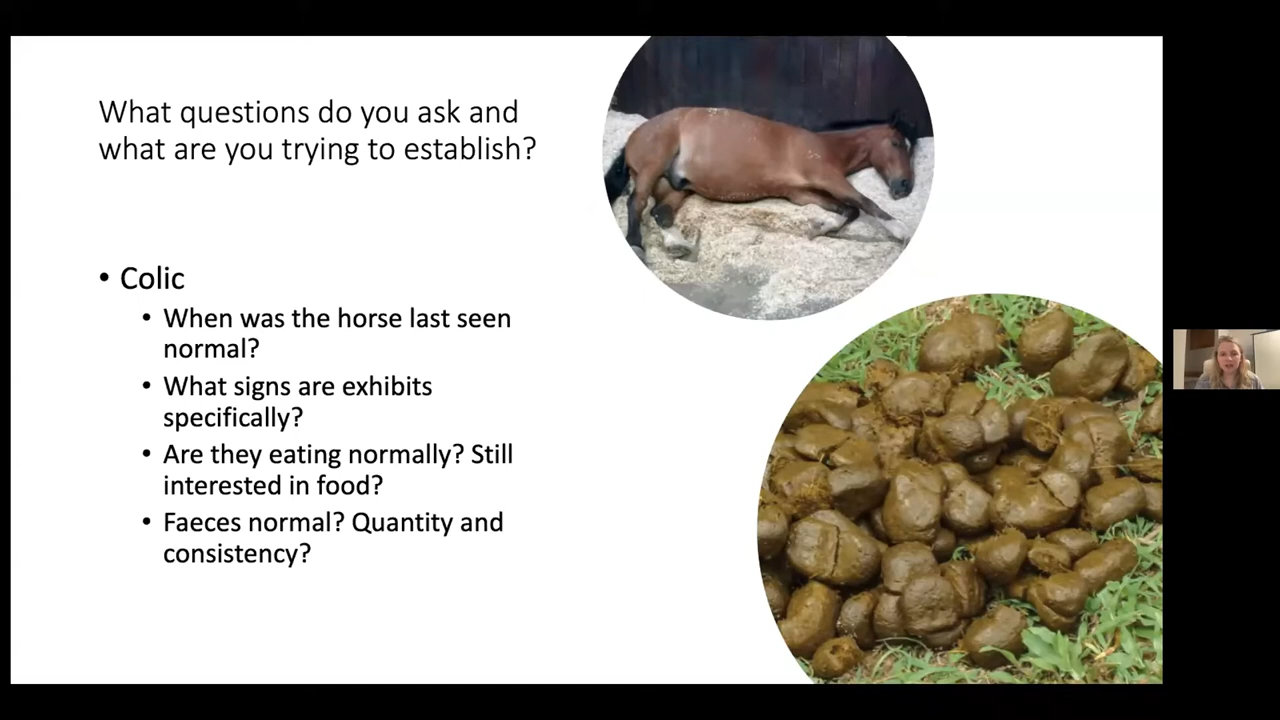 What questions do you ask and
what are you trying to establish?
• Colic
• When was the horse last seen
normal?
• What signs are exhibits
specifically?
• Are they eating normally? Still
interested in food?
• Faeces normal? Quantity and
consistency?